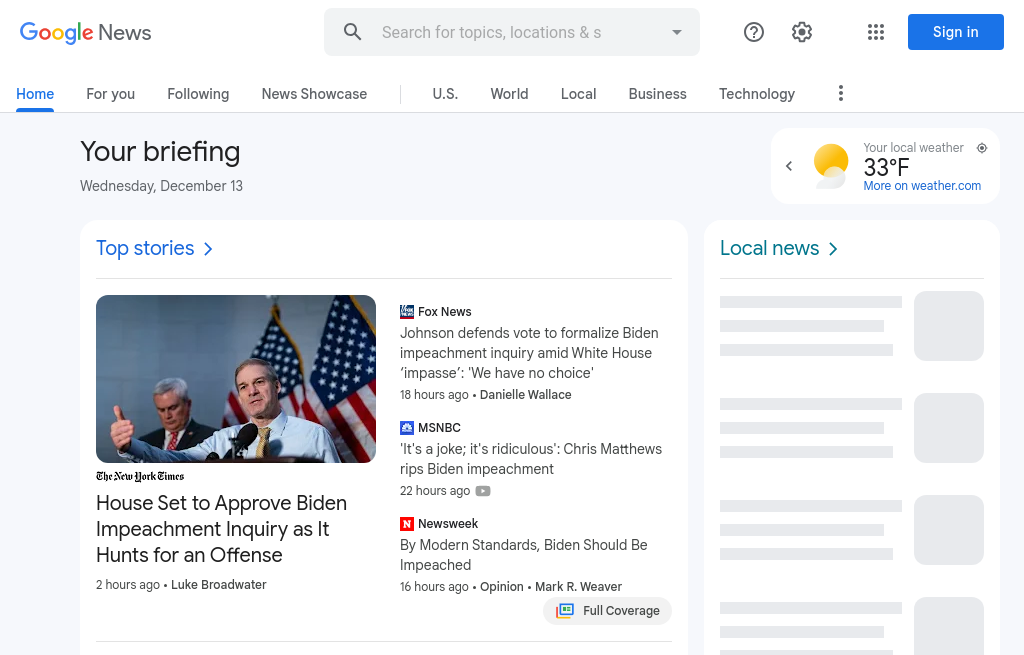 Google News
Search for topics, locations & s
Sign in
Home
For you
Following
News Showcase
U.S.
World
Local
Business
Technology
Your briefing
Wednesday, December 13
Your local weather
33°F
More on weather.com
Top stories
The New York Times
House Set to Approve Biden
Impeachment Inquiry as It
Hunts for an Offense
2 hours ago • Luke Broadwater
Fox News
Johnson defends vote to formalize Biden
impeachment inquiry amid White House
‘impasse’: 'We have no choice'
18 hours ago • Danielle Wallace
MSNBC
'It's a joke; it's ridiculous': Chris Matthews
rips Biden impeachment
22 hours ago
N Newsweek
By Modern Standards, Biden Should Be
Impeached
16 hours ago • Opinion • Mark R. Weaver
Full Coverage
Local news